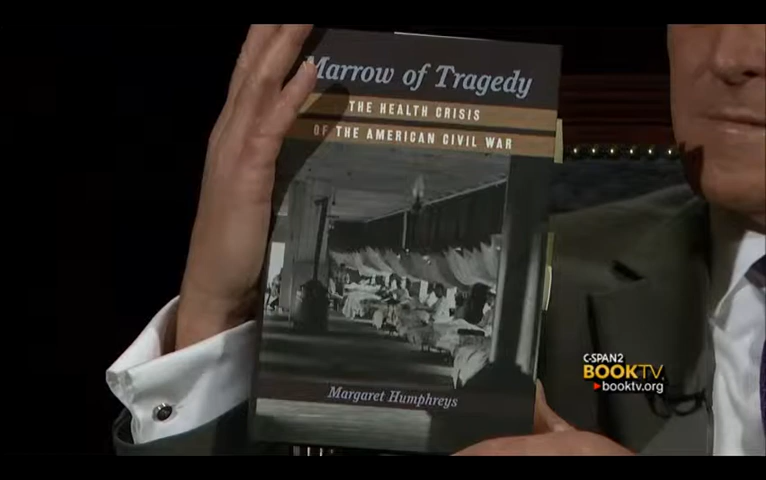 Marrow of Tragedy
THE HEALTH CRISIS
OF THE AMERICAN CIVIL WAR
Margaret Humphreys
C-SPAN2
BOOKTV
booktv.org